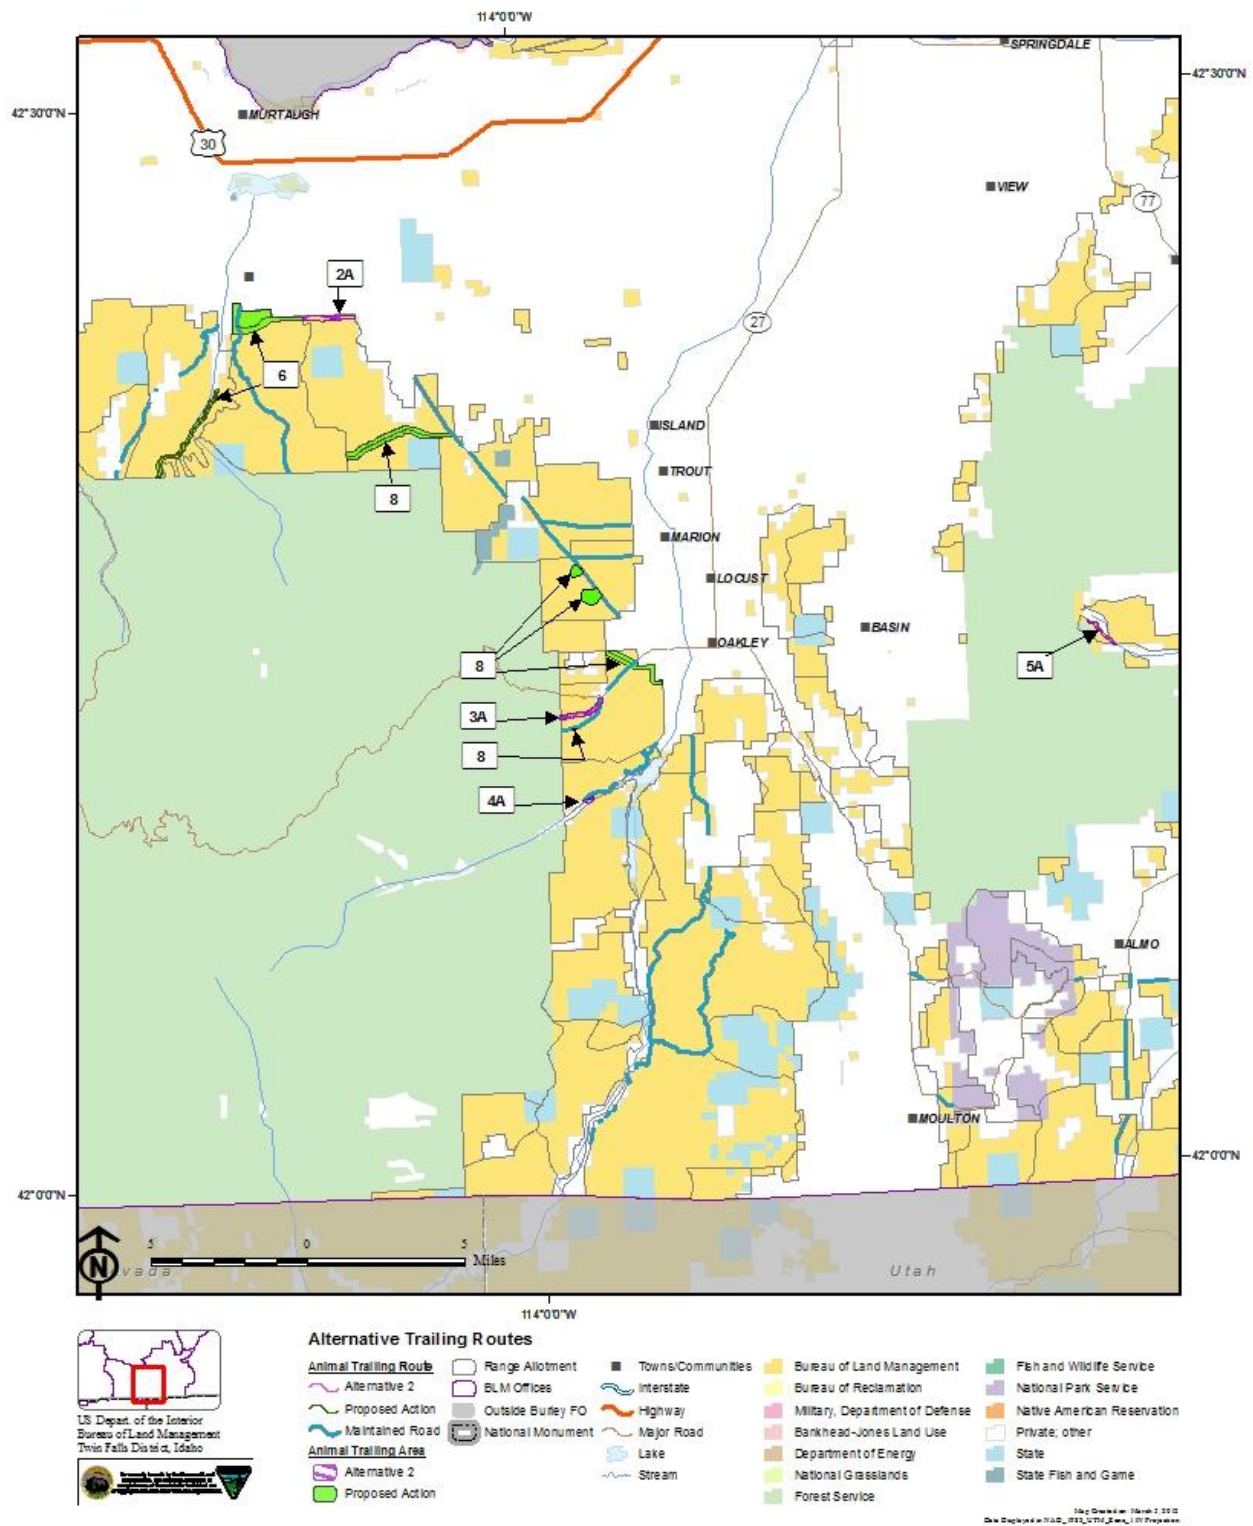 114°0'0"W
SPRINGDALE
42°30'0"N
42°30'0"N
MURTAUGH
30
VIEW
77
2A
27
6
ISLAND
TROUT
8
MARION
LOCUST
BASIN
OAKLEY
8
5A
3A
8
4A
ALMO
MOULTON
42°0'0"N
42°0'0"N
5 0 5
Miles
N
vada
Utah
114°0'0"W
Alternative Trailing Routes
Animal Trailing Route
Alternative 2
Proposed Action
Maintained Road
Animal Trailing Area
Alternative 2
Proposed Action
Range Allotment
BLM Offices
Outside Burley FO
National Monument
Towns/Communities
Interstate
Highway
Major Road
Lake
Stream
Bureau of Land Management
Bureau of Reclamation
Military, Department of Defense
Bankhead-Jones Land Use
Department of Energy
National Grasslands
Forest Service
Fish and Wildlife Service
National Park Service
Native American Reservation
Private; other
State
State Fish and Game
US Depart. of the Interior
Bureau of Land Management
Twin Falls District, Idaho